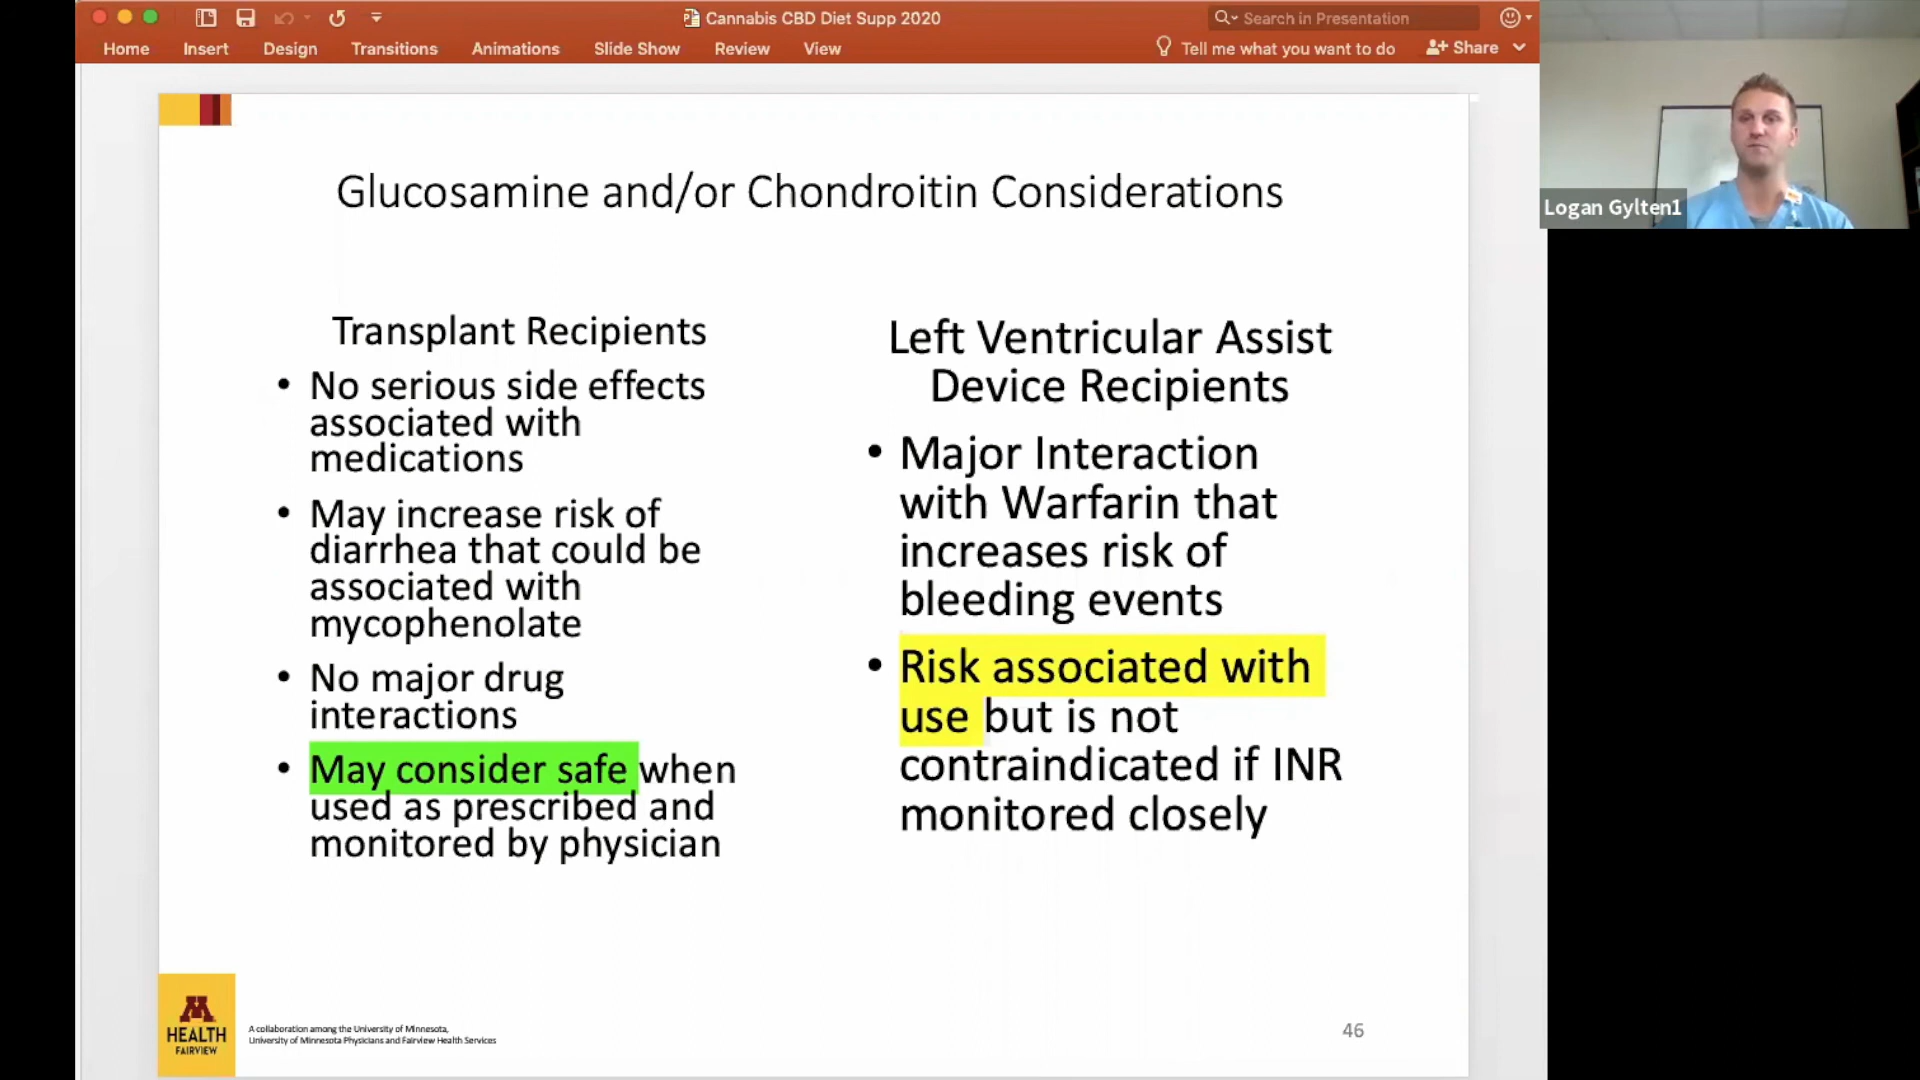 Cannabis CBD Diet Supp 2020
Search in Presentation
Home Insert Design Transitions Animations Slide Show Review View
Tell me what you want to do
Share
Glucosamine and/or Chondroitin Considerations
Transplant Recipients
• No serious side effects
associated with
medications
• May increase risk of
diarrhea that could be
associated with
mycophenolate
• No major drug
interactions
• May consider safe when
used as prescribed and
monitored by physician
Left Ventricular Assist
Device Recipients
• Major Interaction
with Warfarin that
increases risk of
bleeding events
• Risk associated with
use but is not
contraindicated if INR
monitored closely
M
HEALTH
FAIRVIEW
A collaboration among the University of Minnesota,
University of Minnesota Physicians and Fairview Health Services
46
Logan Gylten1